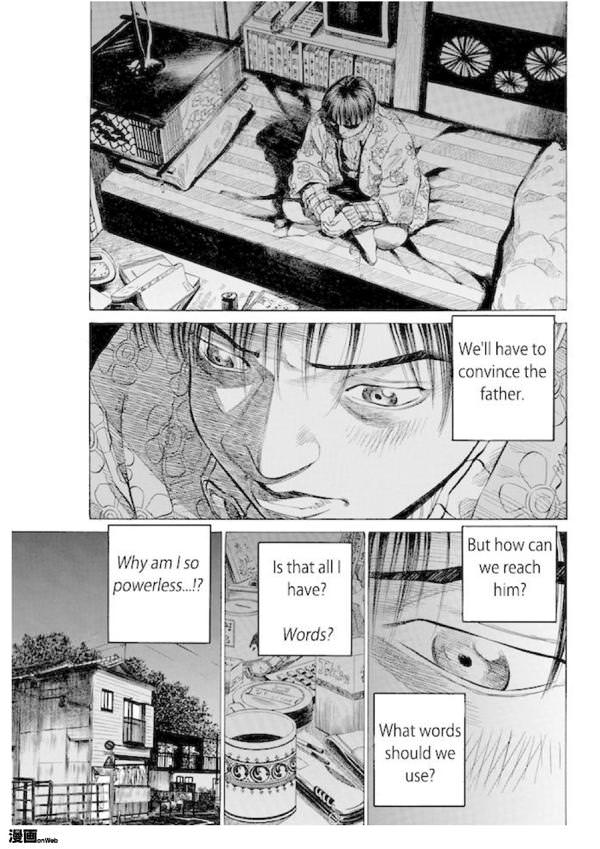 We'll have to
convince the
father.
But how can
we reach
him?
What words
should we
use?
Is that all I
have?
Words?
Why am I so
powerless...!?
漫画onWeb